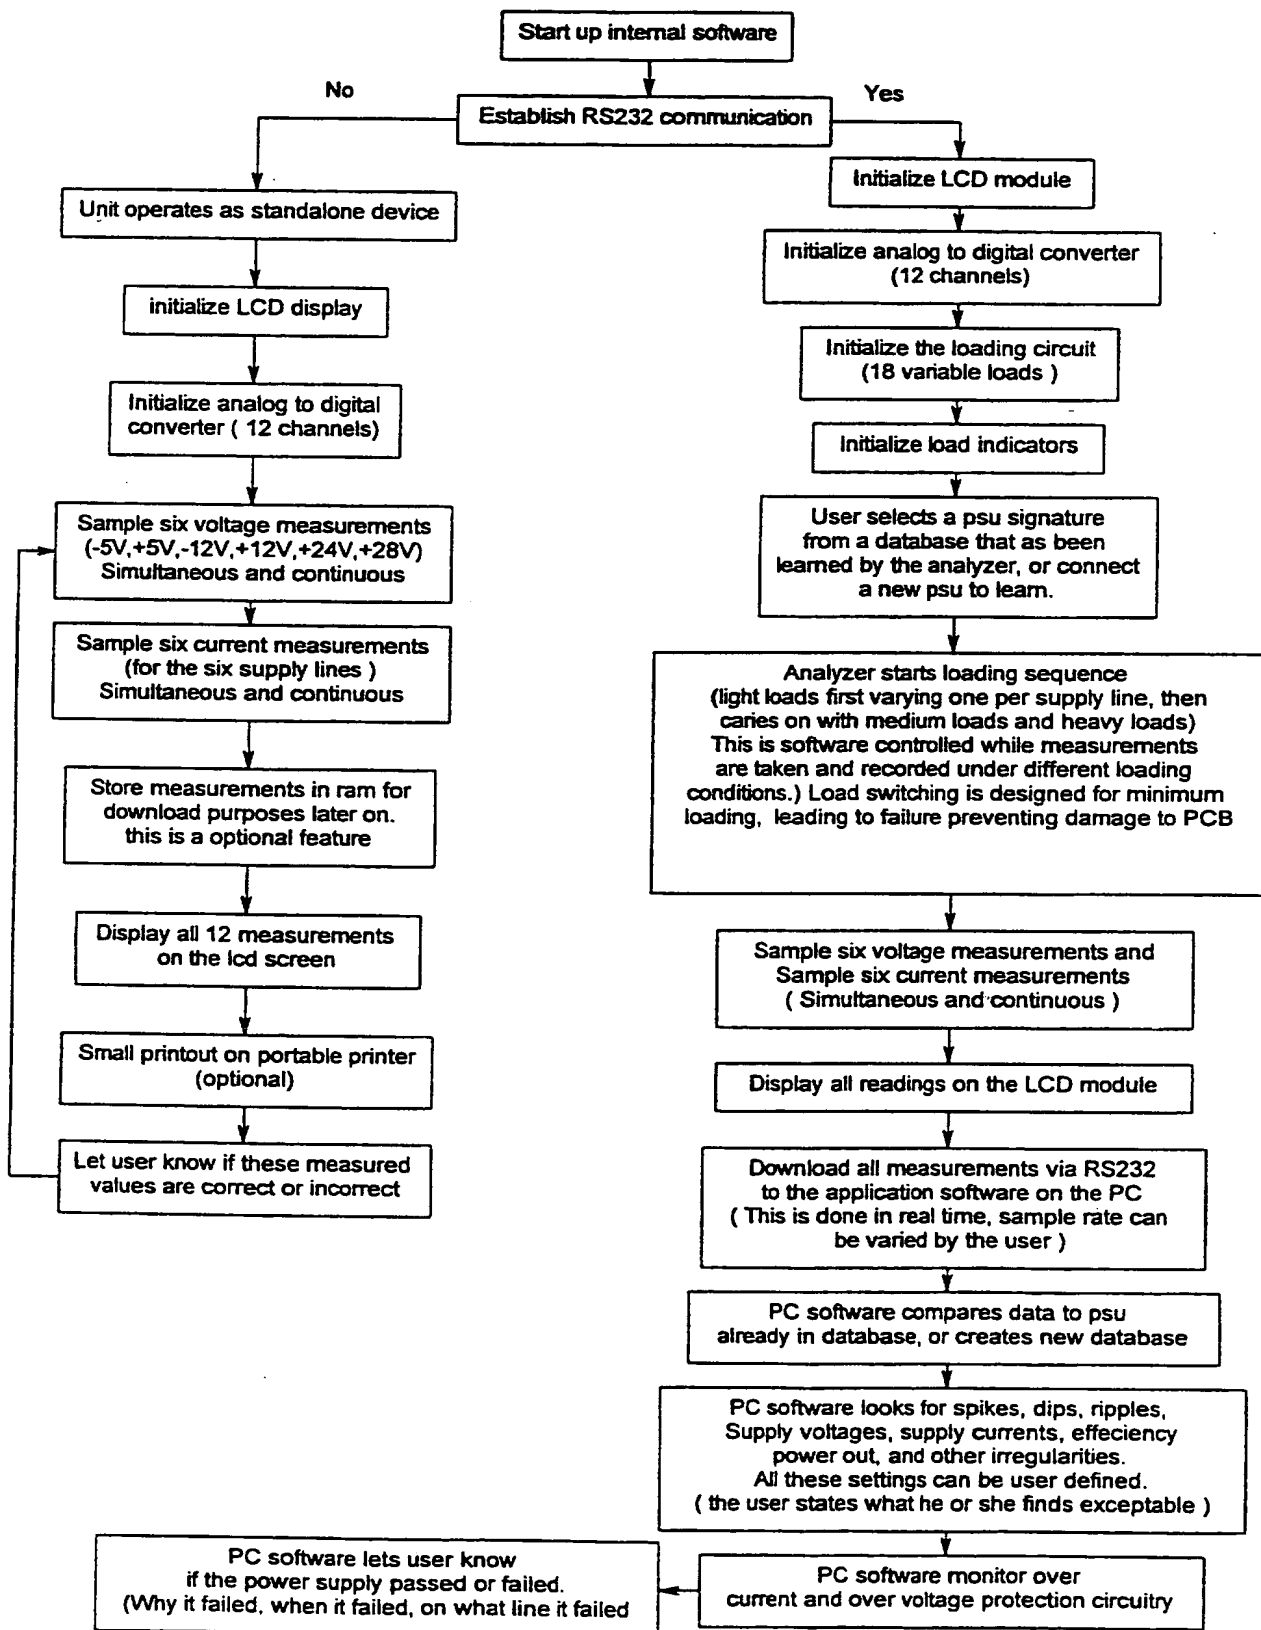 Start up internal software
No
Yes
Establish RS232 communication
Unit operates as standalone device
initialize LCD display
Initialize analog to digital
converter ( 12 channels)
Sample six voltage measurements
(-5V,+5V,-12V,+12V,+24V,+28V)
Simultaneous and continuous
Sample six current measurements
(for the six supply lines )
Simultaneous and continuous
Store measurements in ram for
download purposes later on.
this is a optional feature
Display all 12 measurements
on the lcd screen
Small printout on portable printer
(optional)
Let user know if these measured
values are correct or incorrect
Initialize LCD module
Initialize analog to digital converter
(12 channels)
Initialize the loading circuit
(18 variable loads )
Initialize load indicators
User selects a psu signature
from a database that as been
learned by the analyzer, or connect
a new psu to learn.
Analyzer starts loading sequence
(light loads first varying one per supply line, then
caries on with medium loads and heavy loads)
This is software controlled while measurements
are taken and recorded under different loading
conditions.) Load switching is designed for minimum
loading, leading to failure preventing damage to PCB
Sample six voltage measurements and
Sample six current measurements
( Simultaneous and continuous )
Display all readings on the LCD module
Download all measurements via RS232
to the application software on the PC
( This is done in real time, sample rate can
be varied by the user )
PC software compares data to psu
already in database, or creates new database
PC software looks for spikes, dips, ripples,
Supply voltages, supply currents, effeciency
power out, and other irregularities.
All these settings can be user defined.
( the user states what he or she finds exceptable )
PC software monitor over
current and over voltage protection circuitry
PC software lets user know
if the power supply passed or failed.
(Why it failed, when it failed, on what line it failed